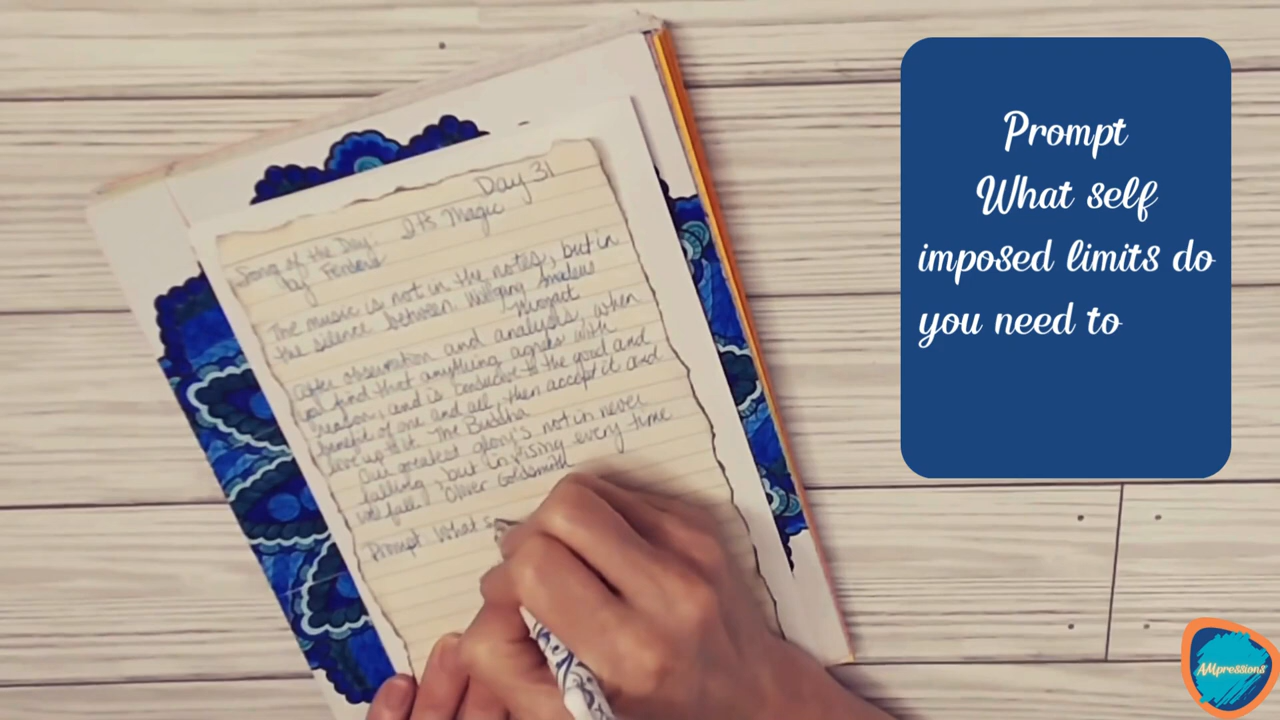 Day 31
Song of the Day: It's Magic
by
The music is not in the notes, but in
the silence between. Wolfgang Amadeus
Mozart
After observation and analysis, when
you find that anything agrees with
reason, and is conducive to the good and
benefit of one and all, then accept it and
live up to it. The Buddha
Our greatest glory is not in never
falling, but in rising every time
we fall. Oliver Goldsmith
Prompt: What s
Prompt
What self
imposed limits do
you need to
AMpressions